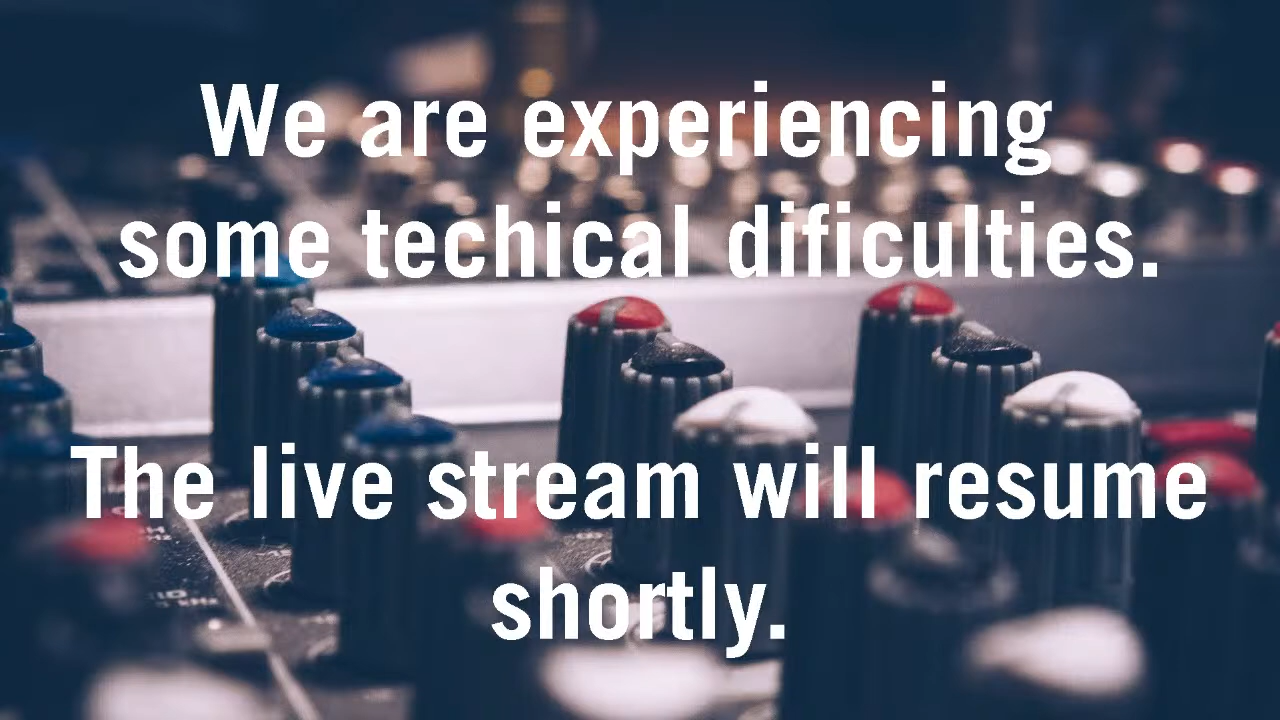 We are experiencing
some techical dificulties.
The live stream will resume
shortly.